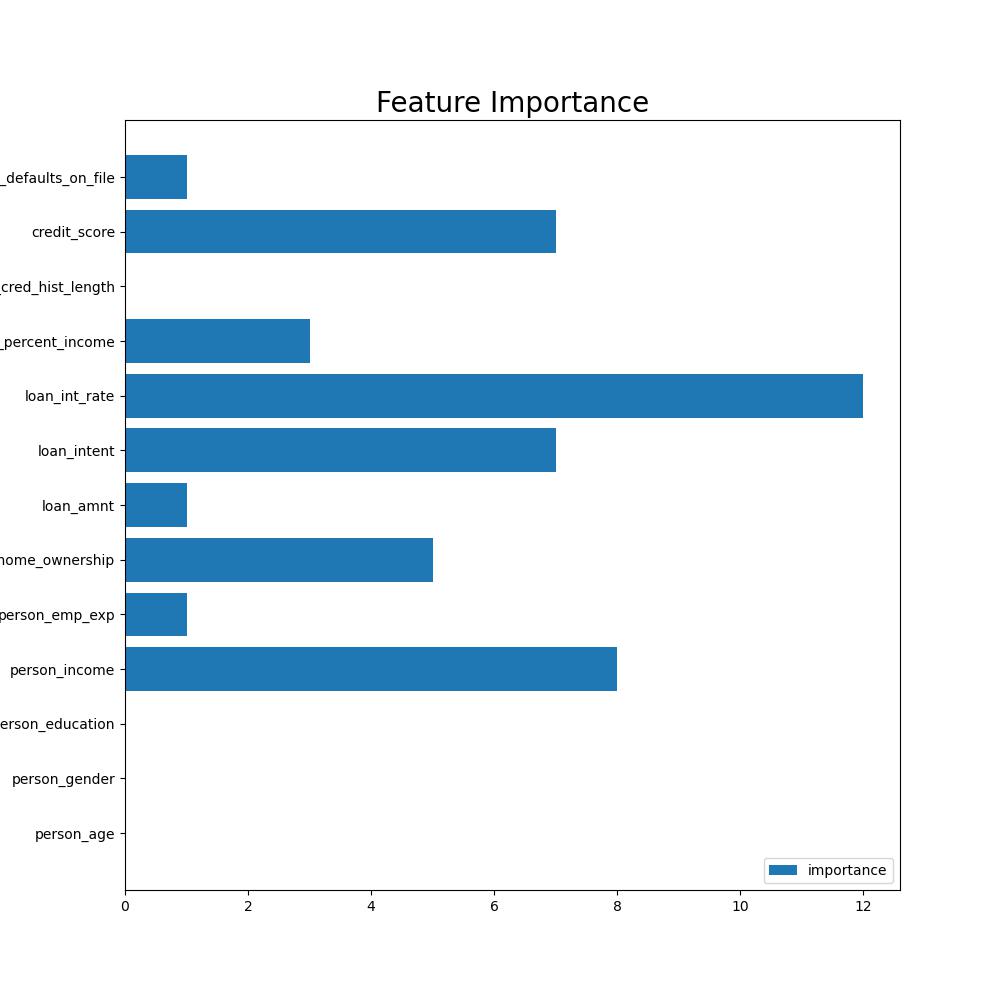 Feature Importance
_defaults_on_file
credit_score
_cred_hist_length
_percent_income
loan_int_rate
loan_intent
loan_amnt
home_ownership
person_emp_exp
person_income
erson_education
person_gender
person_age
importance
0 2 4 6 8 10 12